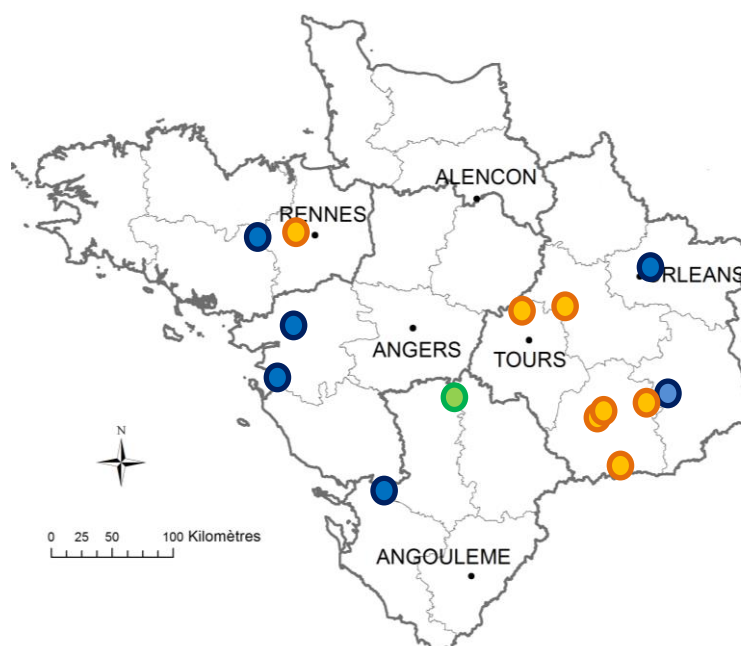 ALENCON
RENNES
RLEANS
ANGERS
TOURS
N
0 25 50 100 Kilomètres
ANGOULEME